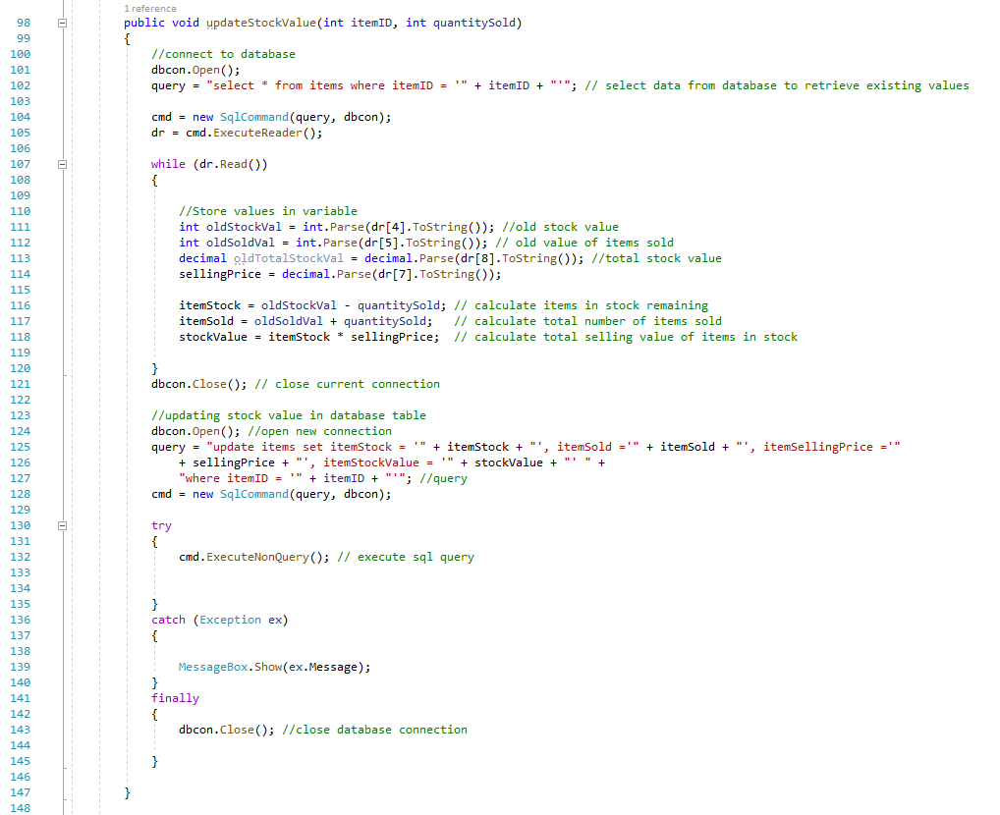 1 reference
98 public void updateStockValue(int itemID, int quantitySold)
99 {
100 //connect to database
101 dbcon.Open();
102 query = "select * from items where itemID = '" + itemID + "'"; // select data from database to retrieve existing values
103
104 cmd = new SqlCommand(query, dbcon);
105 dr = cmd.ExecuteReader();
106
107 while (dr.Read())
108 {
109
110 //Store values in variable
111 int oldStockVal = int.Parse(dr[4].ToString()); //old stock value
112 int oldSoldVal = int.Parse(dr[5].ToString()); // old value of items sold
113 decimal oldTotalStockVal = decimal.Parse(dr[8].ToString()); //total stock value
114 sellingPrice = decimal.Parse(dr[7].ToString());
115
116 itemStock = oldStockVal - quantitySold; // calculate items in stock remaining
117 itemSold = oldSoldVal + quantitySold; // calculate total number of items sold
118 stockValue = itemStock * sellingPrice; // calculate total selling value of items in stock
119
120 }
121 dbcon.Close(); // close current connection
122
123 //updating stock value in database table
124 dbcon.Open(); //open new connection
125 query = "update items set itemStock = '" + itemStock + "', itemSold ='" + itemSold + "', itemSellingPrice ='"
126 + sellingPrice + "', itemStockValue = '" + stockValue + "' " +
127 "where itemID = '" + itemID + "'"; //query
128 cmd = new SqlCommand(query, dbcon);
129
130 try
131 {
132 cmd.ExecuteNonQuery(); // execute sql query
133
134
135 }
136 catch (Exception ex)
137 {
138
139 MessageBox.Show(ex.Message);
140 }
141 finally
142 {
143 dbcon.Close(); //close database connection
144
145 }
146
147 }
148